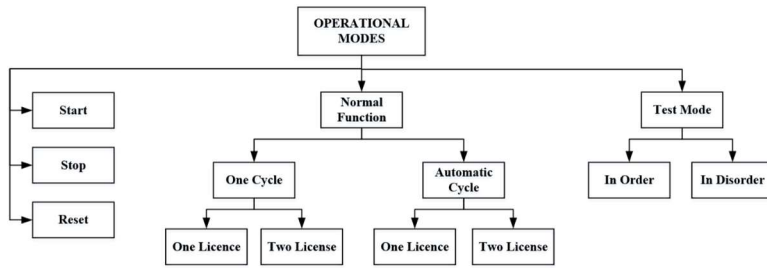 OPERATIONAL
MODES
Start
Normal
Function
Test Mode
Stop
One Cycle
Automatic
Cycle
In Order
In Disorder
Reset
One Licence
Two License
One Licence
Two License